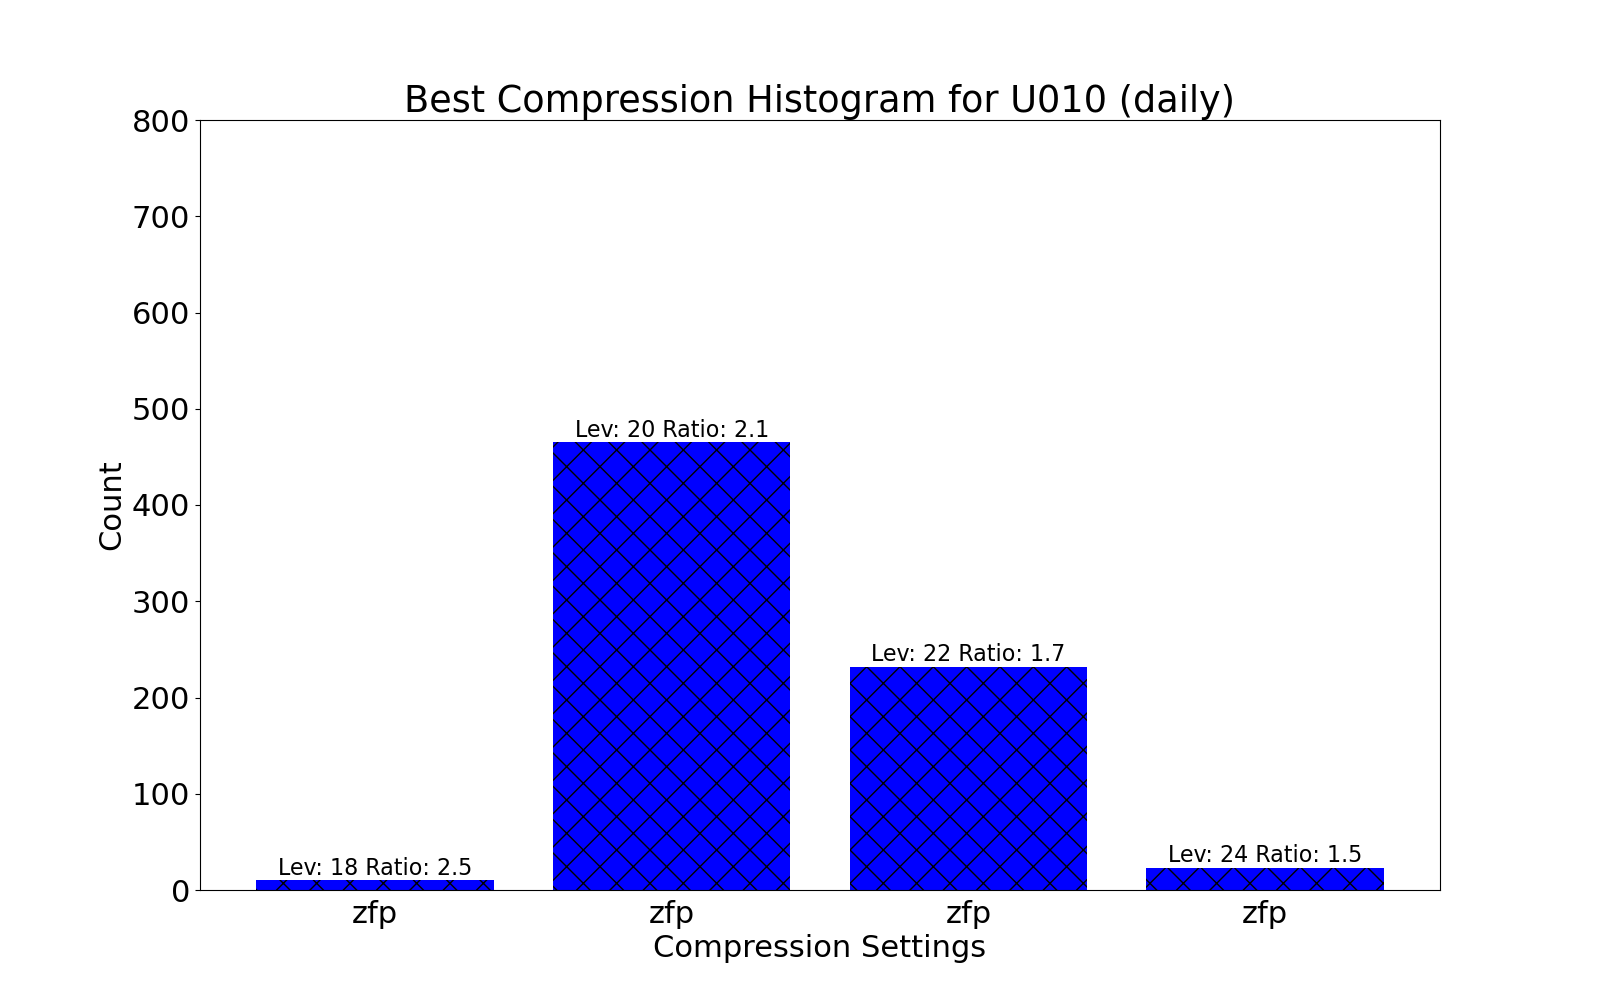 Best Compression Histogram for U010 (daily)
800
700
600
500
400
300
200
100
0
Count
Lev: 18 Ratio: 2.5
Lev: 20 Ratio: 2.1
Lev: 22 Ratio: 1.7
Lev: 24 Ratio: 1.5
zfp
zfp
zfp
zfp
Compression Settings